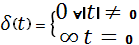 δ(t) = {0 ∀|t| ≠ 0
∞ t = 0